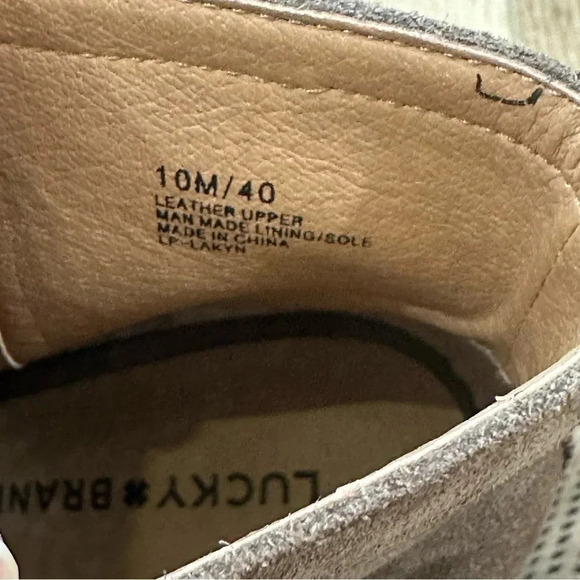 10M/40
LEATHER UPPER
MAN MADE LINING/SOLE
MADE IN CHINA
LP-LAKYN
LUCKY BRAN